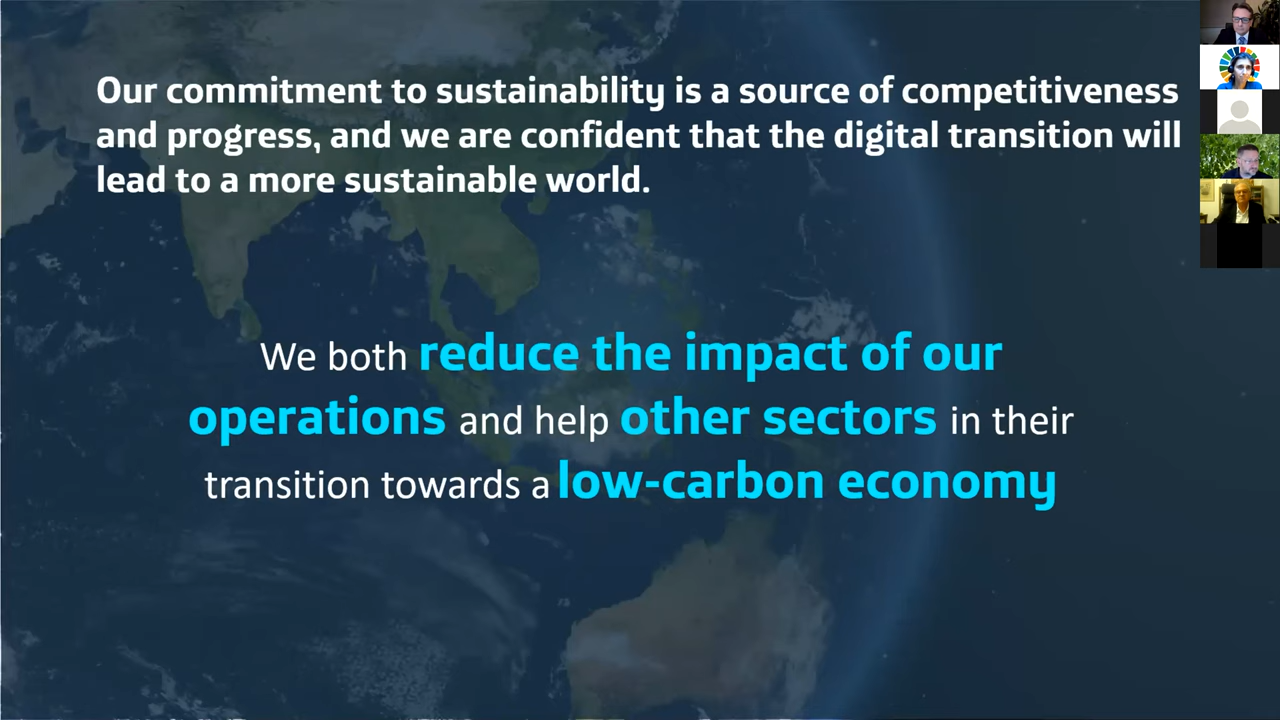 Our commitment to sustainability is a source of competitiveness
and progress, and we are confident that the digital transition will
lead to a more sustainable world.
We both reduce the impact of our
operations and help other sectors in their
transition towards a low-carbon economy